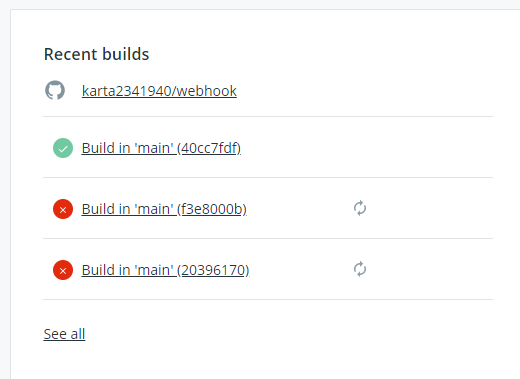 Recent builds
karta2341940/webhook
Build in 'main' (40cc7fdf)
Build in 'main' (f3e8000b)
Build in 'main' (20396170)
See all